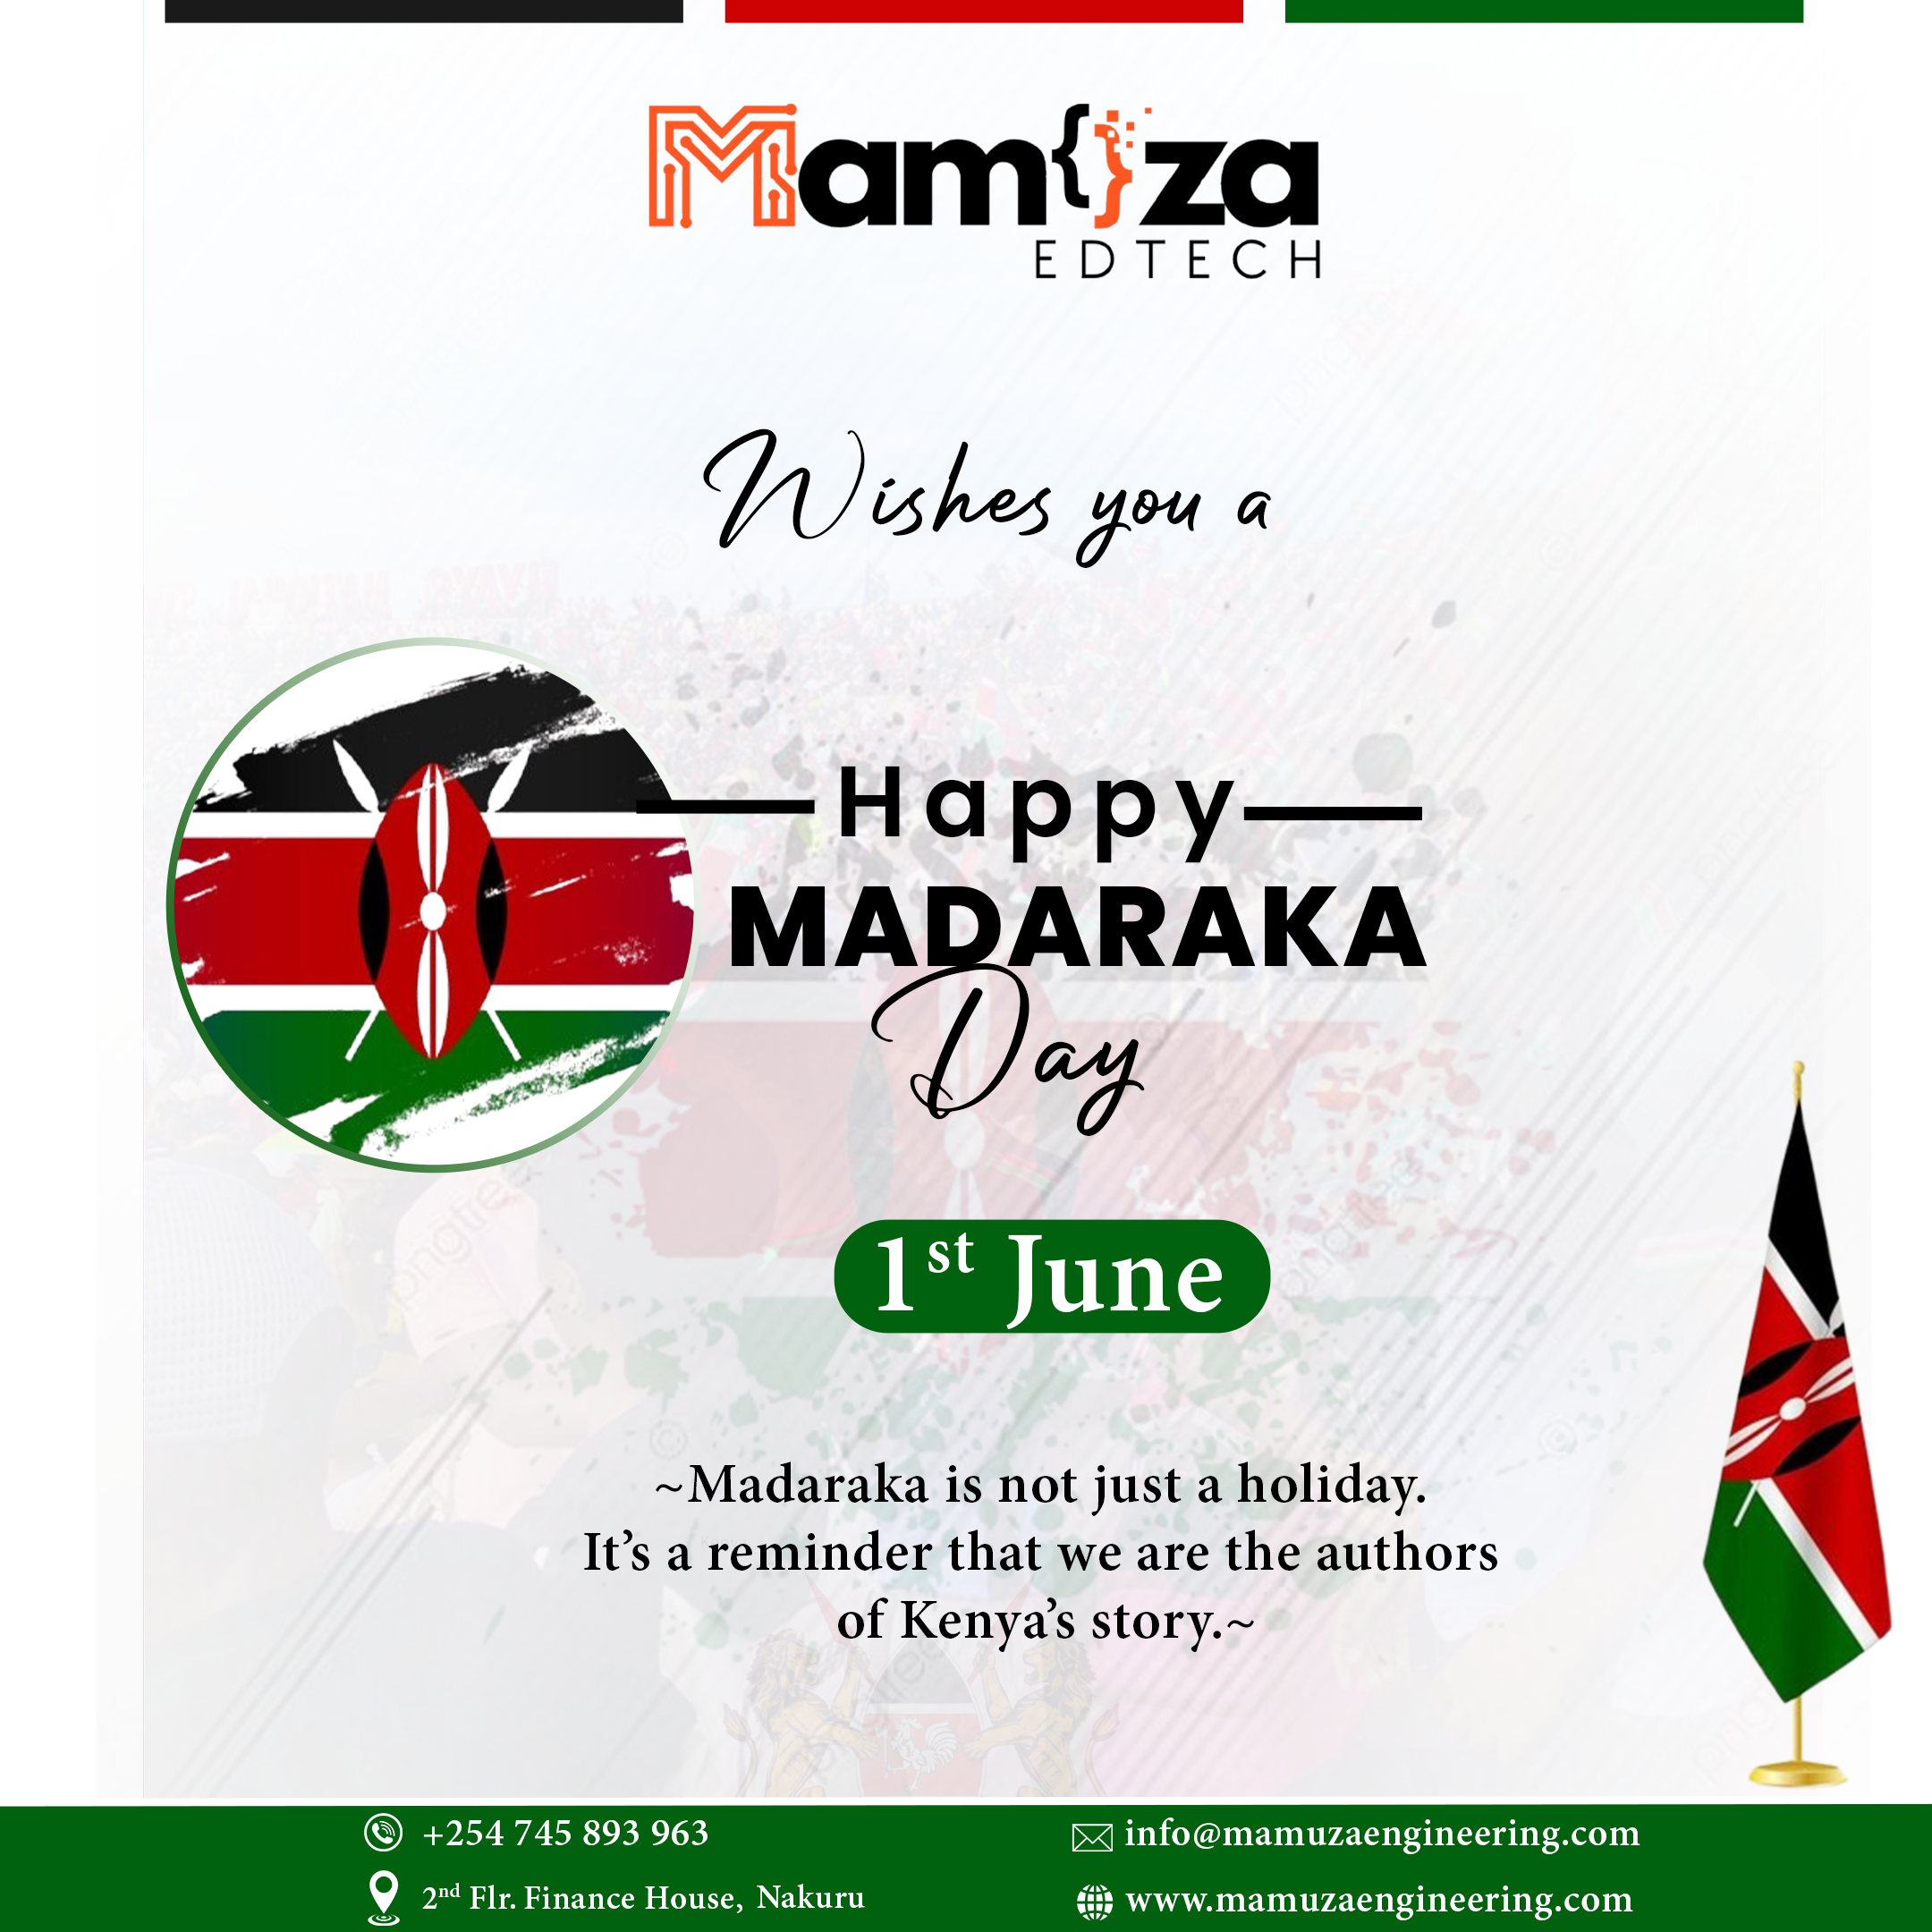 Mam{}za
EDTECH
Wishes you a
Happy
MADARAKA
Day
1st June
~Madaraka is not just a holiday.
It’s a reminder that we are the authors
of Kenya’s story.~
+254 745 893 963
info@mamuzaengineering.com
2nd Flr. Finance House, Nakuru
www.mamuzaengineering.com